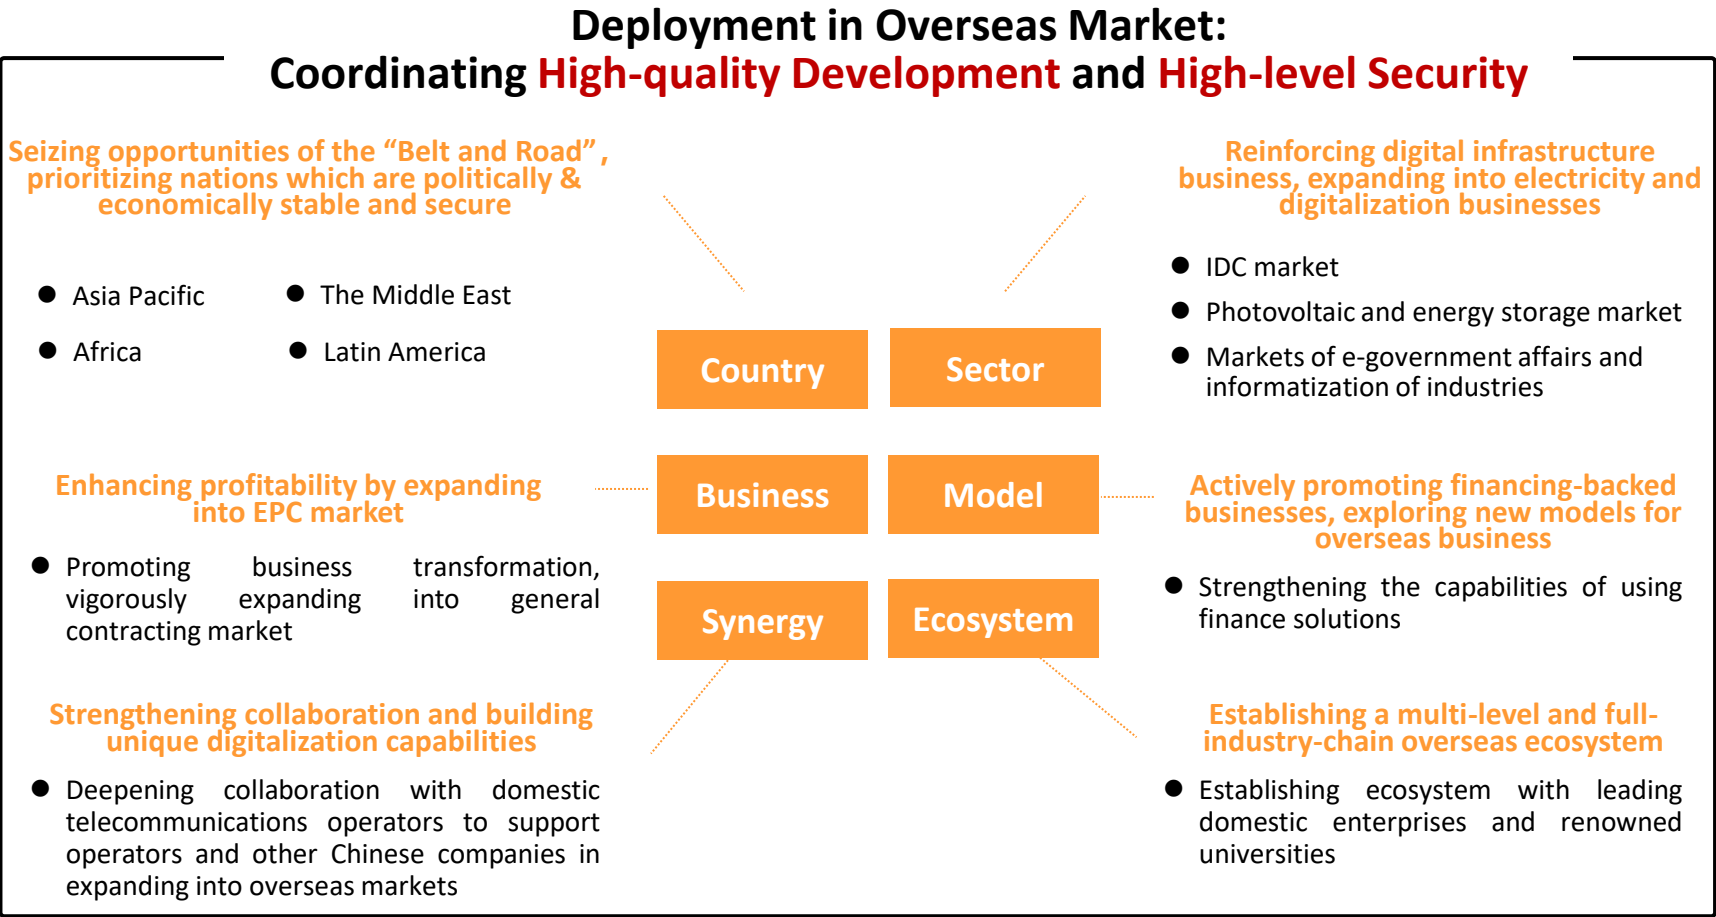 Deployment in Overseas Market:
Coordinating High-quality Development and High-level Security
Seizing opportunities of the “Belt and Road”,
prioritizing nations which are politically &
economically stable and secure
● Asia Pacific
● The Middle East
● Africa
● Latin America
Reinforcing digital infrastructure
business, expanding into electricity and
digitalization businesses
● IDC market
● Photovoltaic and energy storage market
● Markets of e-government affairs and
informatization of industries
Country
Sector
Business
Model
Synergy
Ecosystem
Enhancing profitability by expanding
into EPC market
● Promoting business transformation,
vigorously expanding into general
contracting market
Actively promoting financing-backed
businesses, exploring new models for
overseas business
● Strengthening the capabilities of using
finance solutions
Strengthening collaboration and building
unique digitalization capabilities
● Deepening collaboration with domestic
telecommunications operators to support
operators and other Chinese companies in
expanding into overseas markets
Establishing a multi-level and full-
industry-chain overseas ecosystem
● Establishing ecosystem with leading
domestic enterprises and renowned
universities